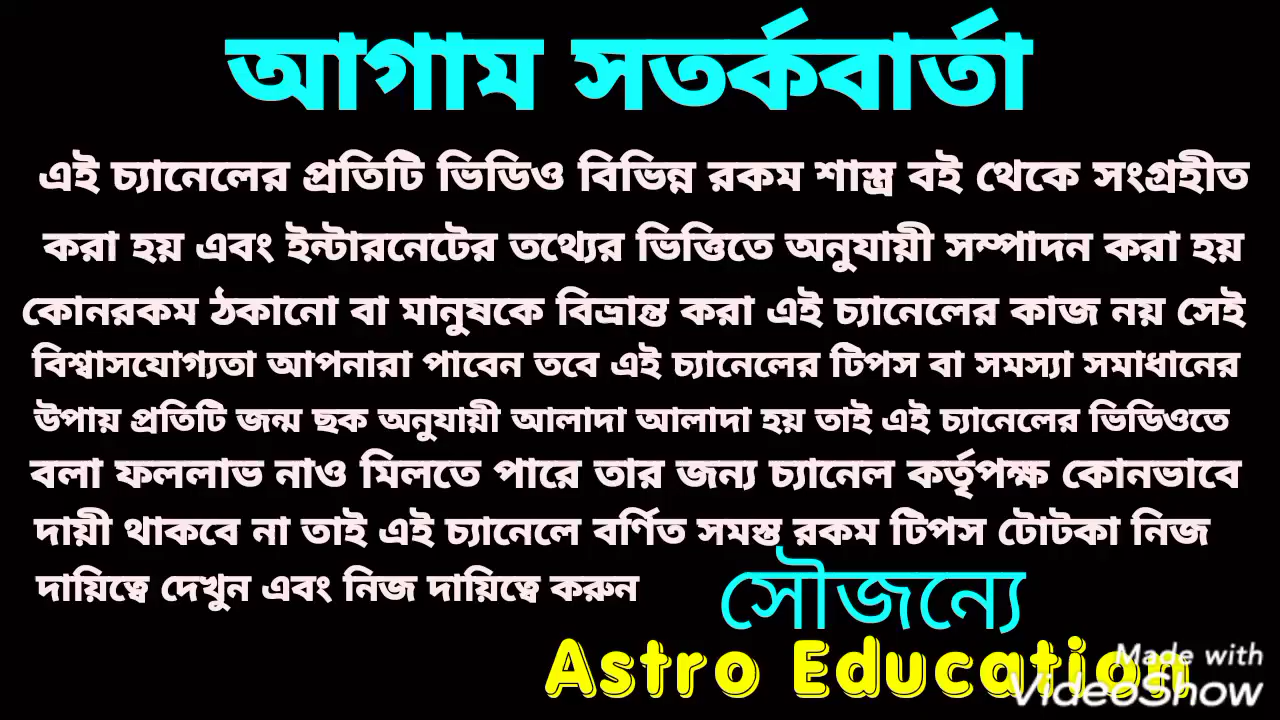 আগাম সতর্কবার্তা
এই চ্যানেলের প্রতিটি ভিডিও বিভিন্ন রকম শাস্ত্র বই থেকে সংগ্রহীত
করা হয় এবং ইন্টারনেটের তথ্যের ভিত্তিতে অনুযায়ী সম্পাদন করা হয়
কোনরকম ঠকানো বা মানুষকে বিভ্রান্ত করা এই চ্যানেলের কাজ নয় সেই
বিশ্বাসযোগ্যতা আপনারা পাবেন তবে এই চ্যানেলের টিপস বা সমস্যা সমাধানের
উপায় প্রতিটি জন্ম ছক অনুযায়ী আলাদা আলাদা হয় তাই এই চ্যানেলের ভিডিওতে
বলা ফললাভ নাও মিলতে পারে তার জন্য চ্যানেল কর্তৃপক্ষ কোনভাবে
দায়ী থাকবে না তাই এই চ্যানেলে বর্ণিত সমস্ত রকম টিপস টোটকা নিজ
দায়িত্বে দেখুন এবং নিজ দায়িত্বে করুন
সৌজন্যে
Astro Education
Made with
VideoShow